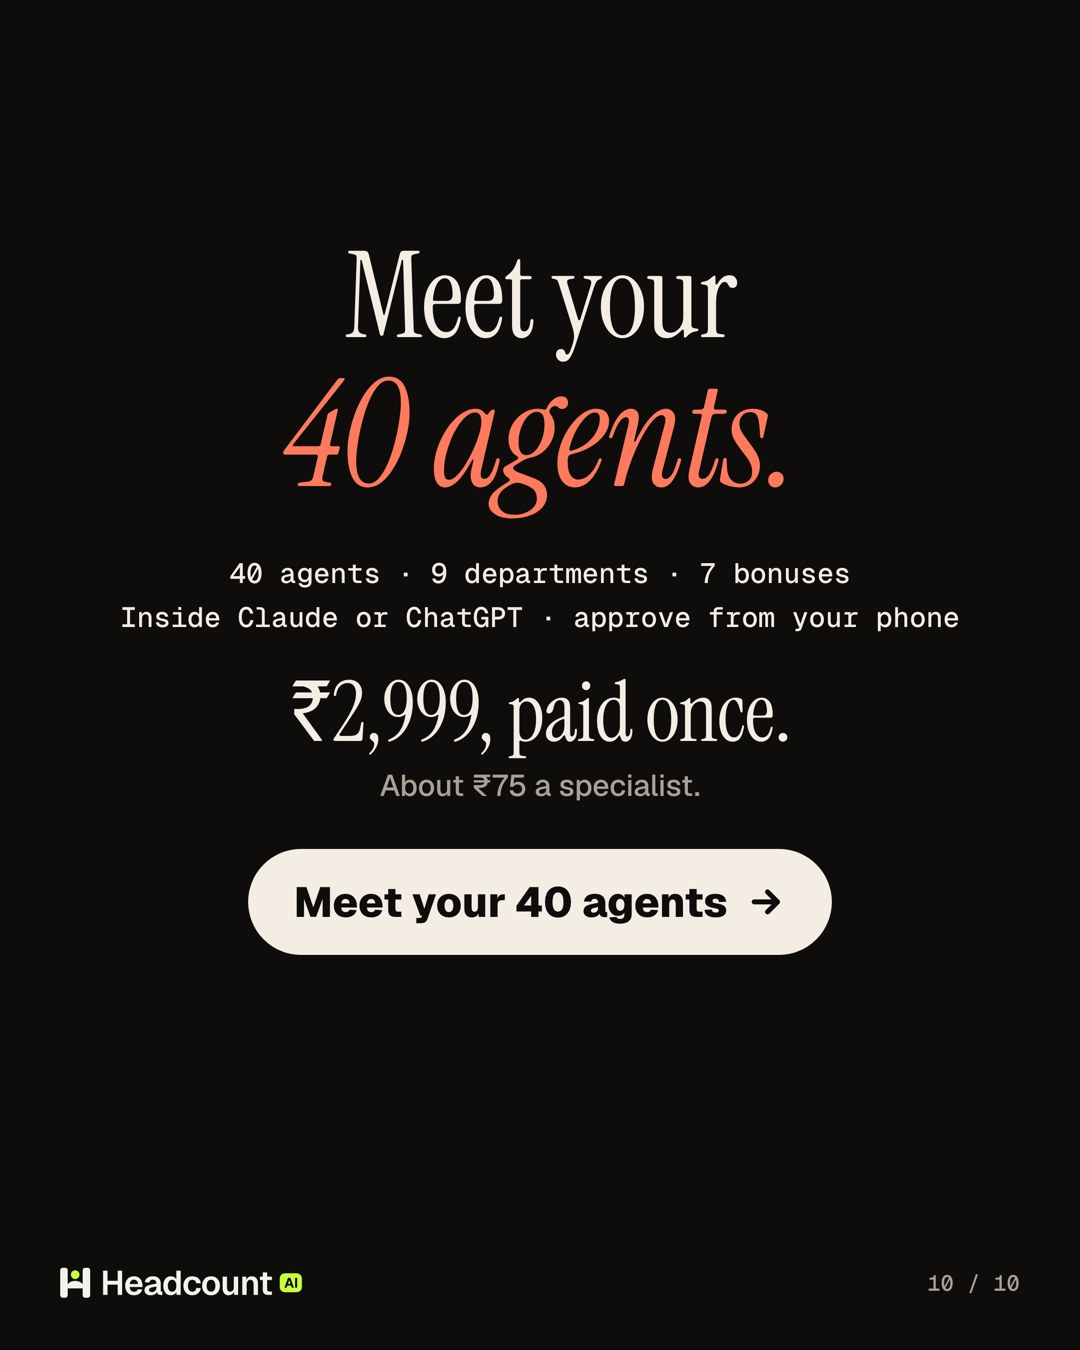 Meet your
40 agents.
40 agents · 9 departments · 7 bonuses
Inside Claude or ChatGPT · approve from your phone
₹2,999, paid once.
About ₹75 a specialist.
Meet your 40 agents →
Headcount AI
10 / 10